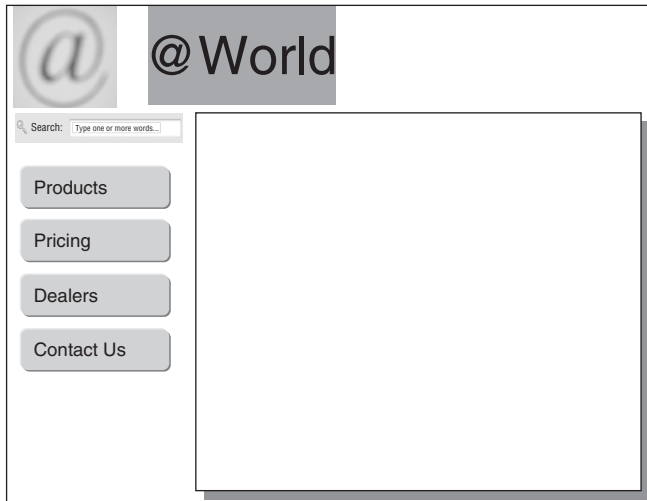 @
@ World
Search: Type one or more words...
Products
Pricing
Dealers
Contact Us